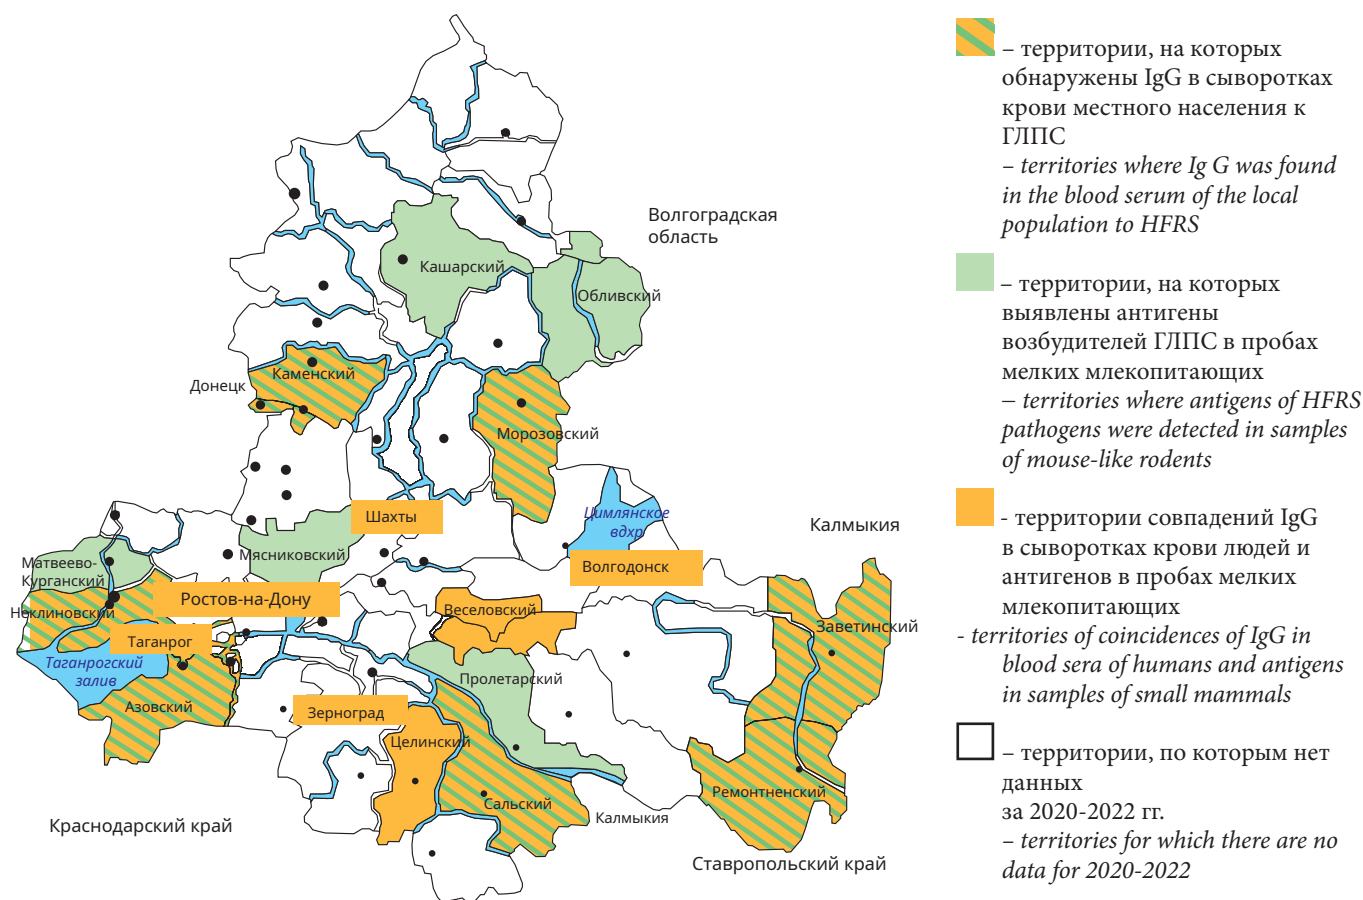 Волгоградская
область
Кашарский
Обливский
Каменский
Донецк
Морозовский
Шахты
Цимлянское
вдхр
Калмыкия
Мясниковский
Матвеево-
Курганский
Волгодонск
Ростов-на-Дону
Неклиновский
Веселовский
Заветинский
Таганрог
Таганрогский
залив
Пролетарский
Азовский
Зерноград
Целинский
Ремонтненский
Сальский
Калмыкия
Краснодарский край
Ставропольский край
– территории, на которых
обнаружены IgG в сыворотках
крови местного населения к
ГЛПС
– territories where Ig G was found
in the blood serum of the local
population to HFRS
– территории, на которых
выявлены антигены
возбудителей ГЛПС в пробах
мелких млекопитающих
– territories where antigens of HFRS
pathogens were detected in samples
of mouse-like rodents
- территории совпадений IgG
в сыворотках крови людей и
антигенов в пробах мелких
млекопитающих
- territories of coincidences of IgG in
blood sera of humans and antigens
in samples of small mammals
– территории, по которым нет
данных
за 2020-2022 гг.
– territories for which there are no
data for 2020-2022